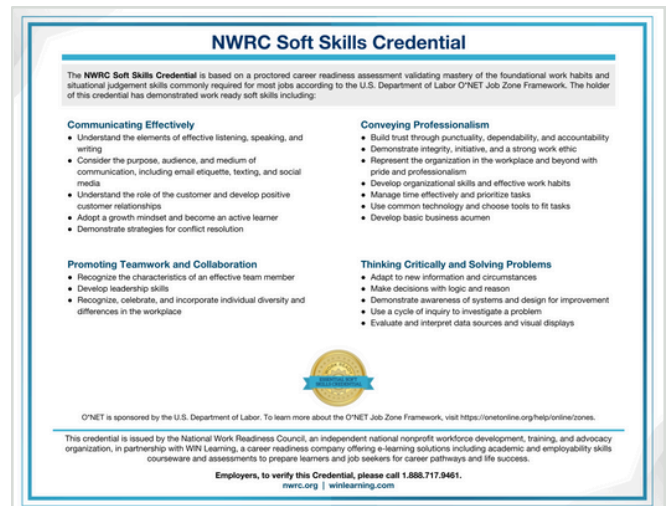 NWRC Soft Skills Credential
The NWRC Soft Skills Credential is based on a proctored career readiness assessment validating mastery of the foundational work habits and
situational judgement skills commonly required for most jobs according to the U.S. Department of Labor O*NET Job Zone Framework. The holder
of this credential has demonstrated work ready soft skills including:
Communicating Effectively
● Understand the elements of effective listening, speaking, and
writing
● Consider the purpose, audience, and medium of
communication, including email etiquette, texting, and social
media
● Understand the role of the customer and develop positive
customer relationships
● Adopt a growth mindset and become an active learner
● Demonstrate strategies for conflict resolution
Conveying Professionalism
● Build trust through punctuality, dependability, and accountability
● Demonstrate integrity, initiative, and a strong work ethic
● Represent the organization in the workplace and beyond with
pride and professionalism
● Develop organizational skills and effective work habits
● Manage time effectively and prioritize tasks
● Use common technology and choose tools to fit tasks
● Develop basic business acumen
Promoting Teamwork and Collaboration
● Recognize the characteristics of an effective team member
● Develop leadership skills
● Recognize, celebrate, and incorporate individual diversity and
differences in the workplace
Thinking Critically and Solving Problems
● Adapt to new information and circumstances
● Make decisions with logic and reason
● Demonstrate awareness of systems and design for improvement
● Use a cycle of inquiry to investigate a problem
● Evaluate and interpret data sources and visual displays
ESSENTIAL SOFT
SKILLS CREDENTIAL
O*NET is sponsored by the U.S. Department of Labor. To learn more about the O*NET Job Zone Framework, visit https://onetonline.org/help/online/zones.
This credential is issued by the National Work Readiness Council, an independent national nonprofit workforce development, training, and advocacy
organization, in partnership with WIN Learning, a career readiness company offering e-learning solutions including academic and employability skills
courseware and assessments to prepare learners and job seekers for career pathways and life success.
Employers, to verify this Credential, please call 1.888.717.9461.
nwrc.org | winlearning.com